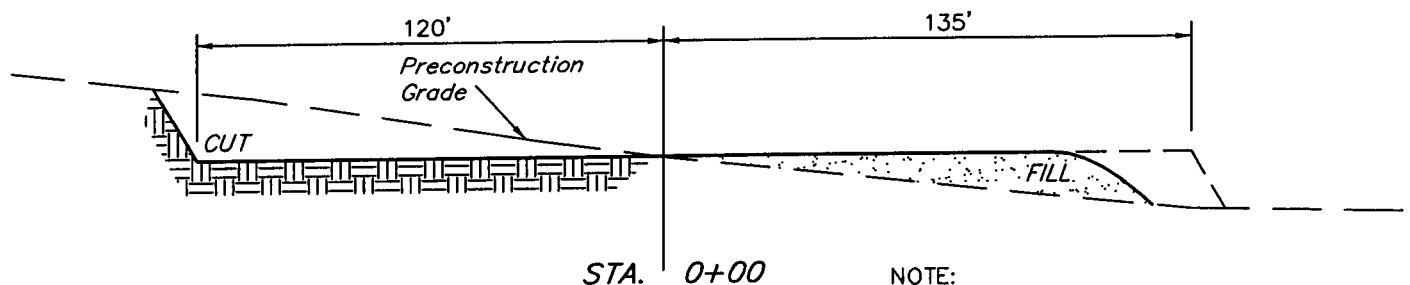 120'
135'
Preconstruction
Grade
CUT
FILL
STA. 0+00
NOTE: